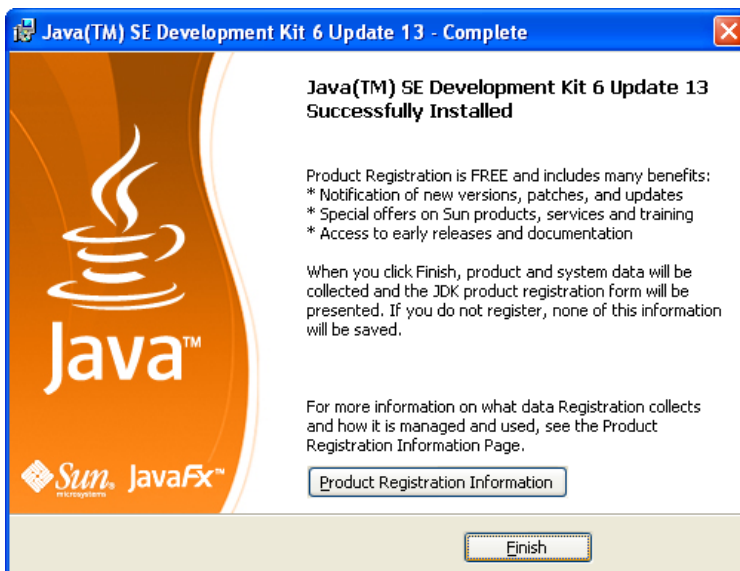 Java(TM) SE Development Kit 6 Update 13 - Complete
Java(TM) SE Development Kit 6 Update 13
Successfully Installed
Product Registration is FREE and includes many benefits:
* Notification of new versions, patches, and updates
* Special offers on Sun products, services and training
* Access to early releases and documentation
When you click Finish, product and system data will be
collected and the JDK product registration form will be
presented. If you do not register, none of this information
will be saved.
Java™
For more information on what data Registration collects
and how it is managed and used, see the Product
Registration Information Page.
Sun microsystems JavaFx™
Product Registration Information
Finish